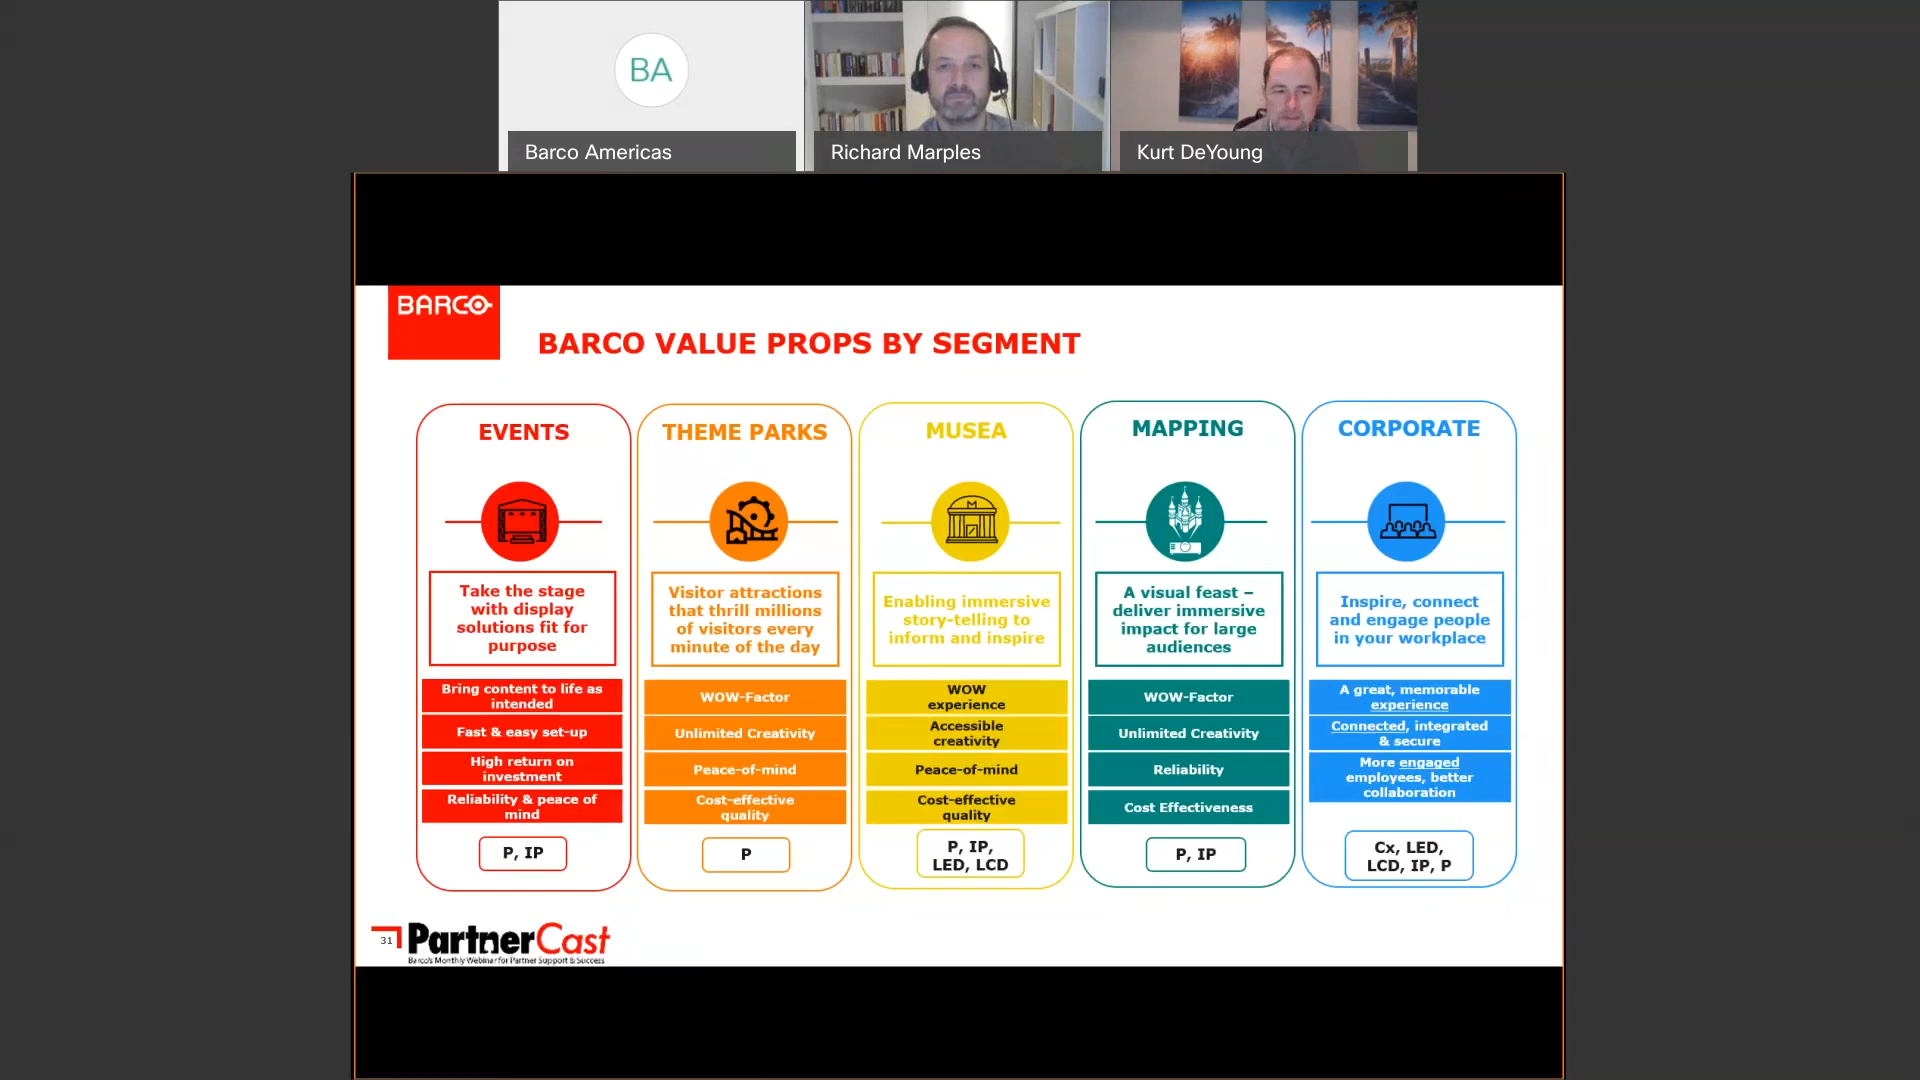 BA
Barco Americas
Richard Marples
Kurt DeYoung
BARCO
BARCO VALUE PROPS BY SEGMENT
EVENTS
Take the stage
with display
solutions fit for
purpose
Bring content to life as
intended
Fast & easy set-up
High return on
investment
Reliability & peace of
mind
P, IP
THEME PARKS
Visitor attractions
that thrill millions
of visitors every
minute of the day
WOW-Factor
Unlimited Creativity
Peace-of-mind
Cost-effective
quality
P
MUSEA
M
Enabling immersive
story-telling to
inform and inspire
WOW
experience
Accessible
creativity
Peace-of-mind
Cost-effective
quality
P, IP,
LED, LCD
MAPPING
A visual feast –
deliver immersive
impact for large
audiences
WOW-Factor
Unlimited Creativity
Reliability
Cost Effectiveness
P, IP
CORPORATE
Inspire, connect
and engage people
in your workplace
A great, memorable
experience
Connected, integrated
& secure
More engaged
employees, better
collaboration
Cx, LED,
LCD, IP, P
31
PartnerCast
Barco's Monthly Webinar for Partner Support & Success